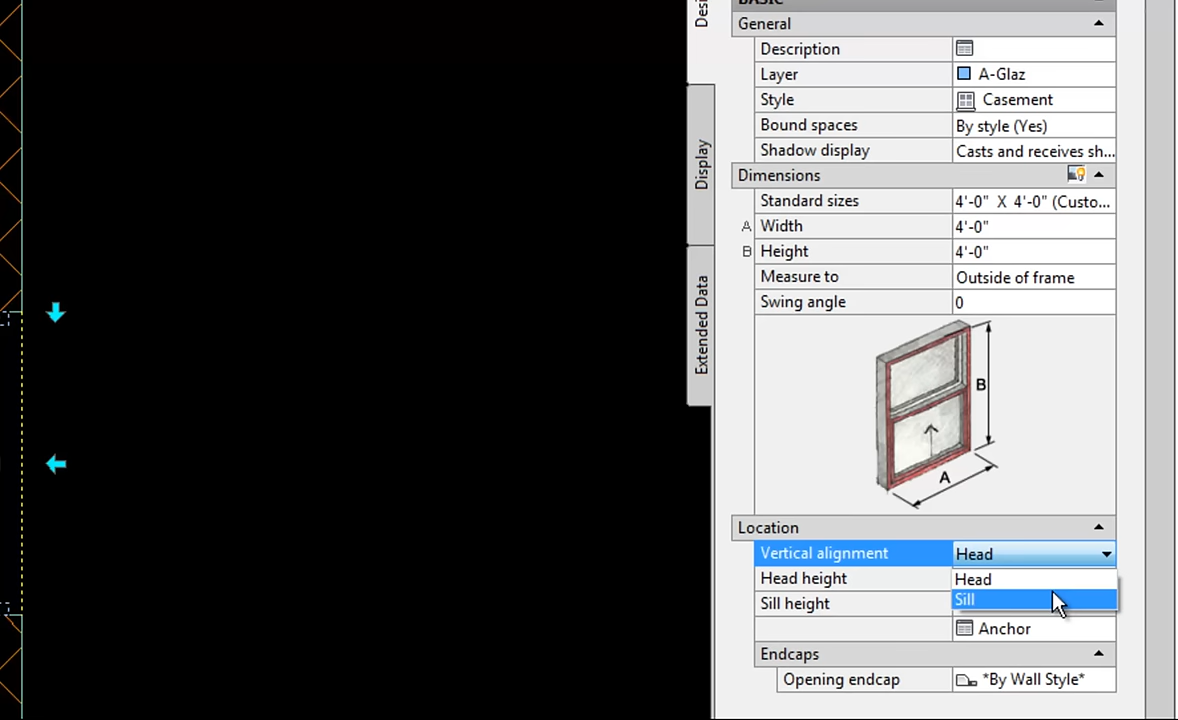 BASIC
General
Description
Layer A-Glaz
Style Casement
Bound spaces By style (Yes)
Shadow display Casts and receives sh...
Dimensions
Standard sizes 4'-0" X 4'-0" (Custo...
A Width 4'-0"
B Height 4'-0"
Measure to Outside of frame
Swing angle 0
B
A
Location
Vertical alignment Head
Head height Head
Sill height Sill
Anchor
Endcaps
Opening endcap *By Wall Style*
Desi
Display
Extended Data